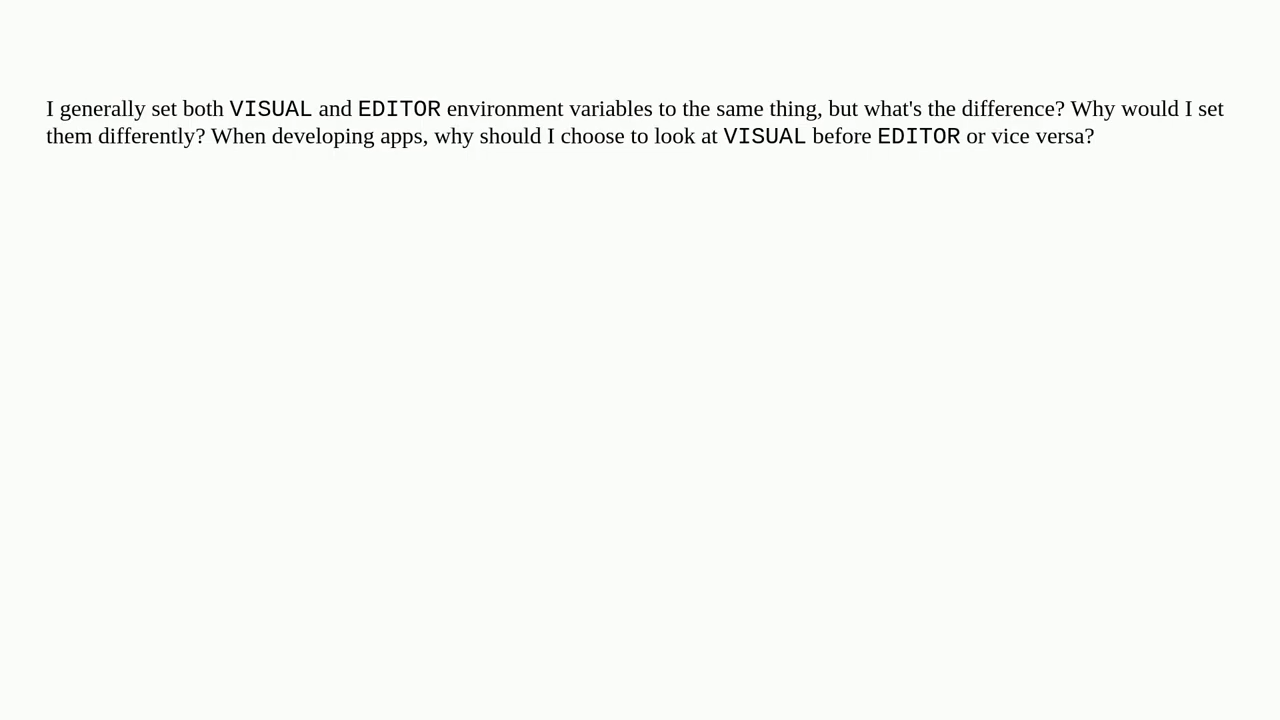 I generally set both VISUAL and EDITOR environment variables to the same thing, but what's the difference? Why would I set
them differently? When developing apps, why should I choose to look at VISUAL before EDITOR or vice versa?